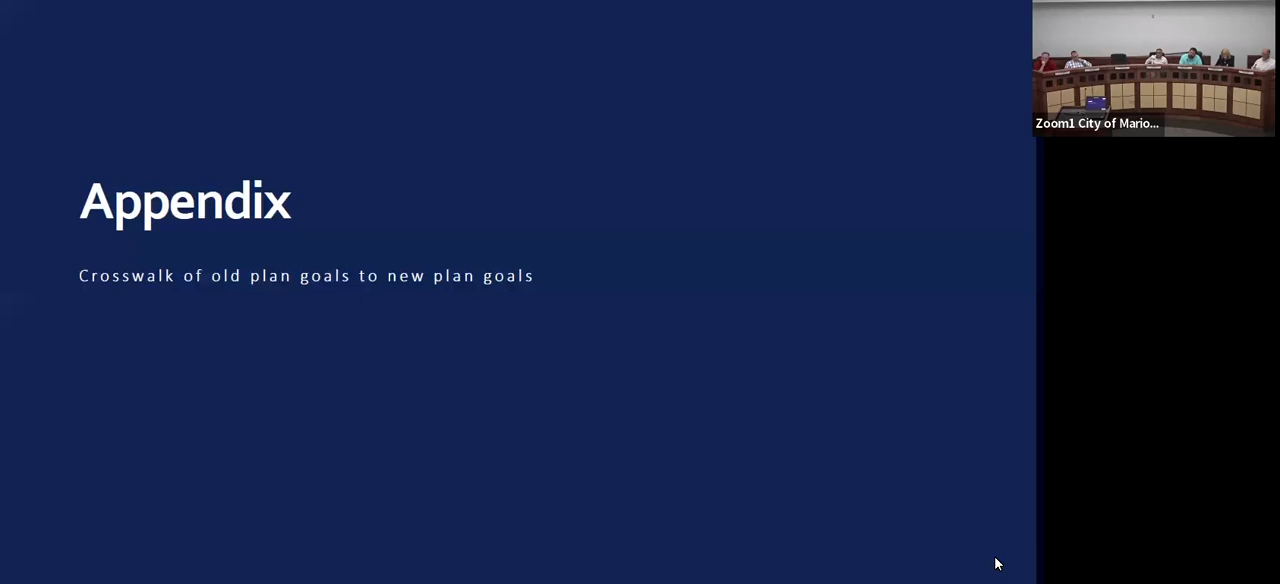 Appendix
Crosswalk of old plan goals to new plan goals
Zoom1 City of Mario...